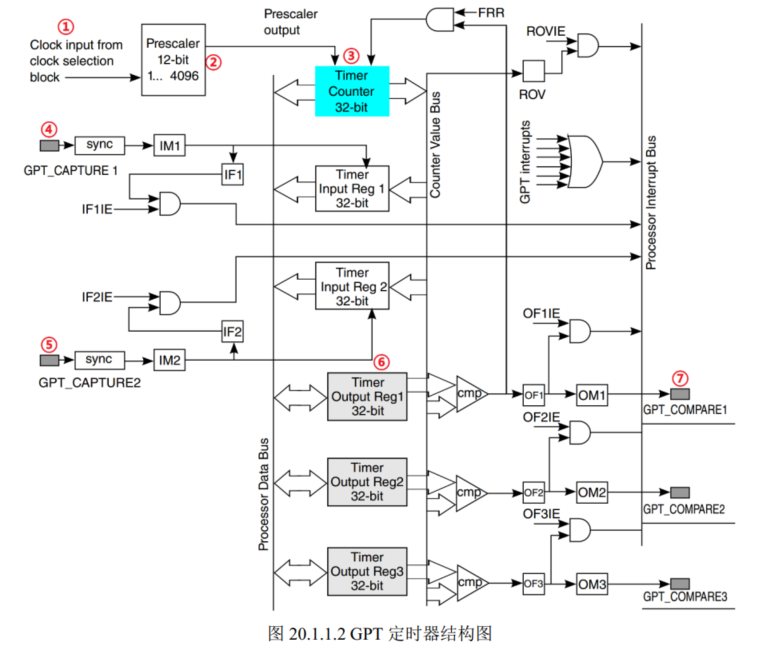 ①
Clock input from
clock selection
block
Prescaler
12-bit
1... 4096
②
Prescaler
output
③
Timer
Counter
32-bit
FRR
ROVIE
ROV
Counter Value Bus
GPT interrupts
Processor Interrupt Bus
④
GPT_CAPTURE 1
sync
IM1
IF1
IF1IE
Timer
Input Reg 1
32-bit
Timer
Input Reg 2
32-bit
IF2IE
IF2
⑤
GPT_CAPTURE2
sync
IM2
Processor Data Bus
⑥
Timer
Output Reg1
32-bit
cmp
OF1IE
OF1
OM1
⑦
GPT_COMPARE1
Timer
Output Reg2
32-bit
cmp
OF2IE
OF2
OM2
GPT_COMPARE2
Timer
Output Reg3
32-bit
cmp
OF3IE
OF3
OM3
GPT_COMPARE3
图 20.1.1.2 GPT 定时器结构图